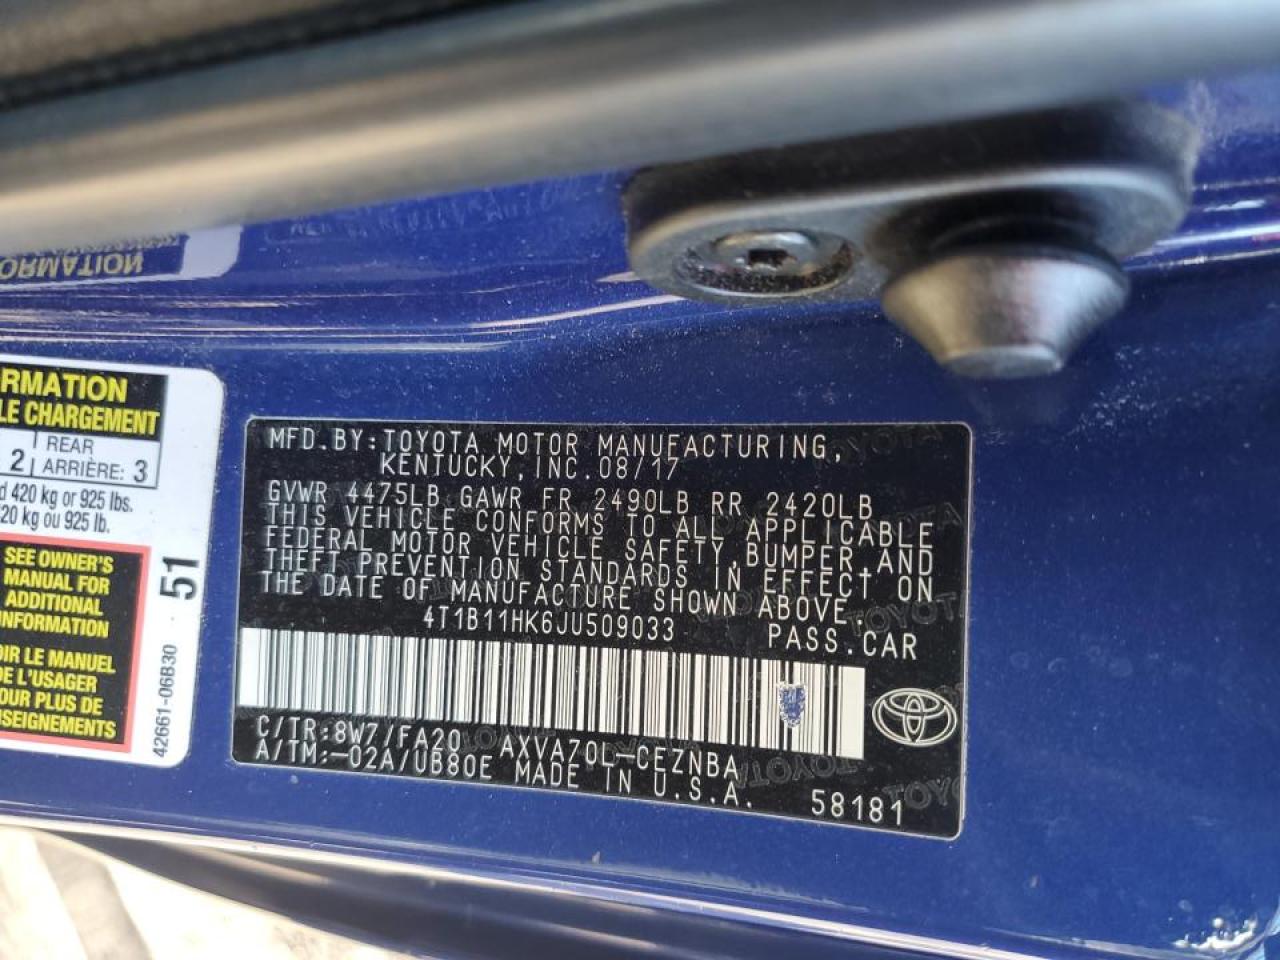 ORMATION
RMATION
LE CHARGEMENT
2 REAR
ARRIÈRE: 3
d 420 kg or 925 lbs.
20 kg ou 925 lb.
SEE OWNER'S
MANUAL FOR
ADDITIONAL
INFORMATION
OIR LE MANUEL
DE L'USAGER
OUR PLUS DE
SEIGNEMENTS
51
42661-06B30
MFD.BY:TOYOTA MOTOR MANUFACTURING,
KENTUCKY,INC.08/17
GVWR 4475LB GAWR FR 2490LB RR 2420LB
THIS VEHICLE CONFORMS TO ALL APPLICABLE
FEDERAL MOTOR VEHICLE SAFETY,BUMPER,AND
THEFT PREVENTION STANDARDS IN EFFECT ON
THE DATE OF MANUFACTURE SHOWN ABOVE.
4T1B11HK6JU509033
PASS.CAR
C/TR:8W7/FA20 AXVA70L-CEZNBA
A/TM:-02A/UB80E MADE IN U.S.A.
58181